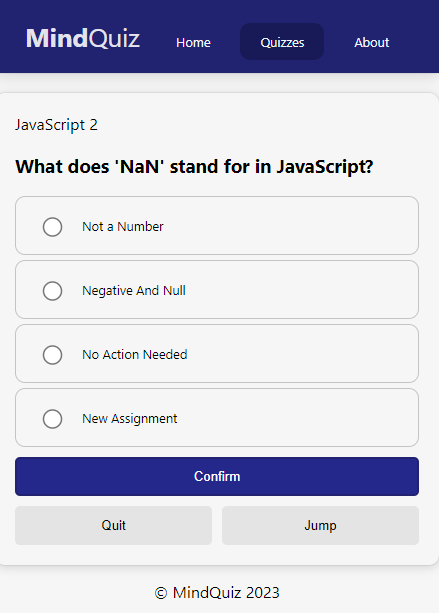 MindQuiz Home Quizzes About
JavaScript 2
What does 'NaN' stand for in JavaScript?
Not a Number
Negative And Null
No Action Needed
New Assignment
Confirm
Quit Jump
© MindQuiz 2023